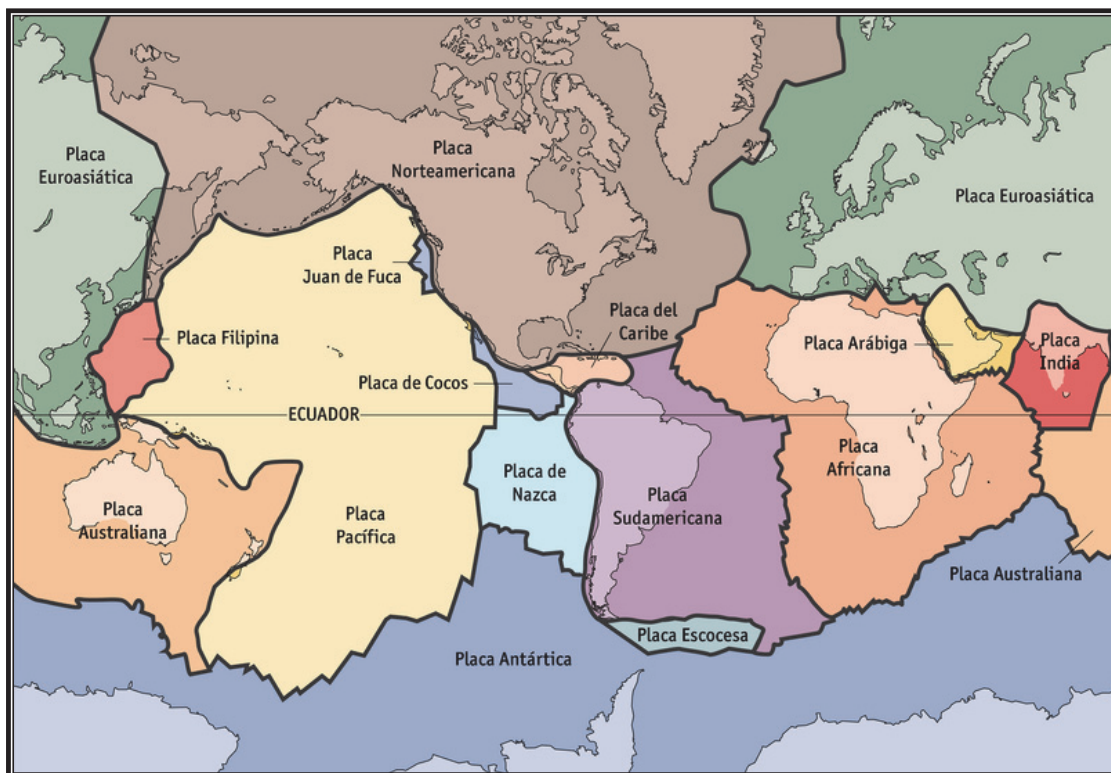 Placa
Euroasiática
Placa
Norteamericana
Placa Euroasiática
Placa
Juan de Fuca
Placa del
Caribe
Placa Filipina
Placa Arábiga
Placa
India
Placa de Cocos
ECUADOR
Placa
Australiana
Placa
Pacífica
Placa de
Nazca
Placa
Sudamericana
Placa
Africana
Placa Australiana
Placa Escocesa
Placa Antártica